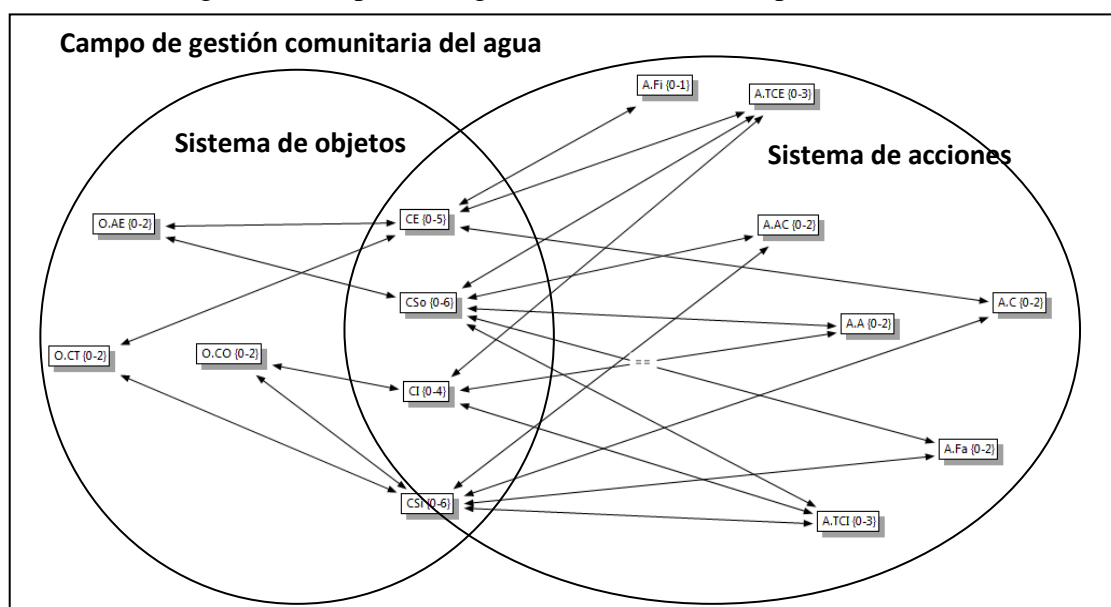 Campo de gestión comunitaria del agua
A.Fi {0-1}
A.TCE {0-3}
Sistema de objetos
Sistema de acciones
O.AE {0-2}
CE {0-5}
A.AC {0-2}
CSo {0-6}
A.C {0-2}
A.A {0-2}
O.CT {0-2}
O.CO {0-2}
==
CI {0-4}
A.Fa {0-2}
CSi {0-6}
A.TCI {0-3}